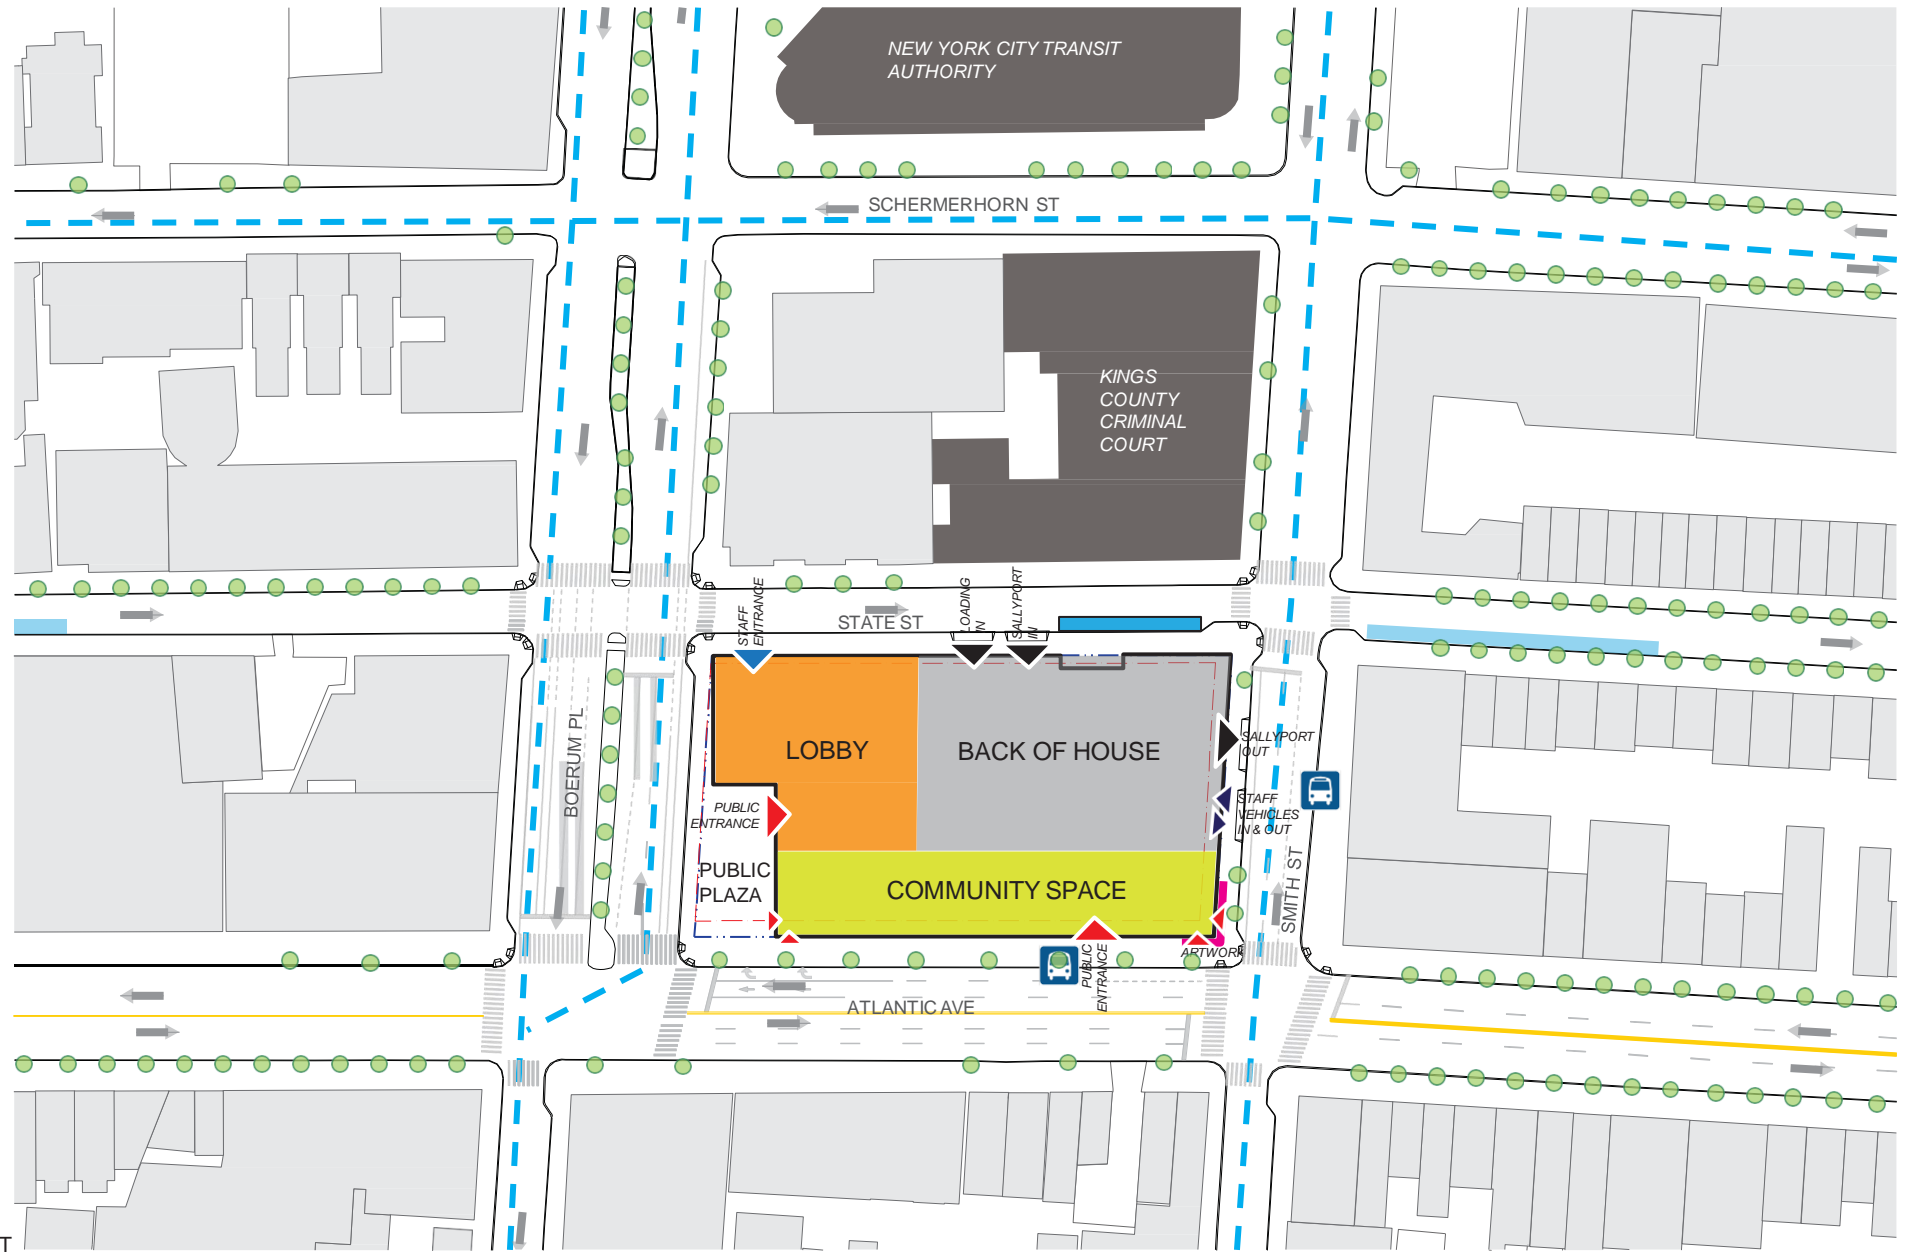 NEW YORK CITY TRANSIT
AUTHORITY
SCHERMERHORN ST
KINGS
COUNTY
CRIMINAL
COURT
STAFF
ENTRANCE
STATE ST
LOADING
IN
SALLYPORT
IN
BOERUM PL
LOBBY
BACK OF HOUSE
SALLYPORT
OUT
PUBLIC
ENTRANCE
STAFF
VEHICLES
IN & OUT
PUBLIC
PLAZA
COMMUNITY SPACE
SMITH ST
ARTWORK
PUBLIC
ENTRANCE
ATLANTIC AVE
T